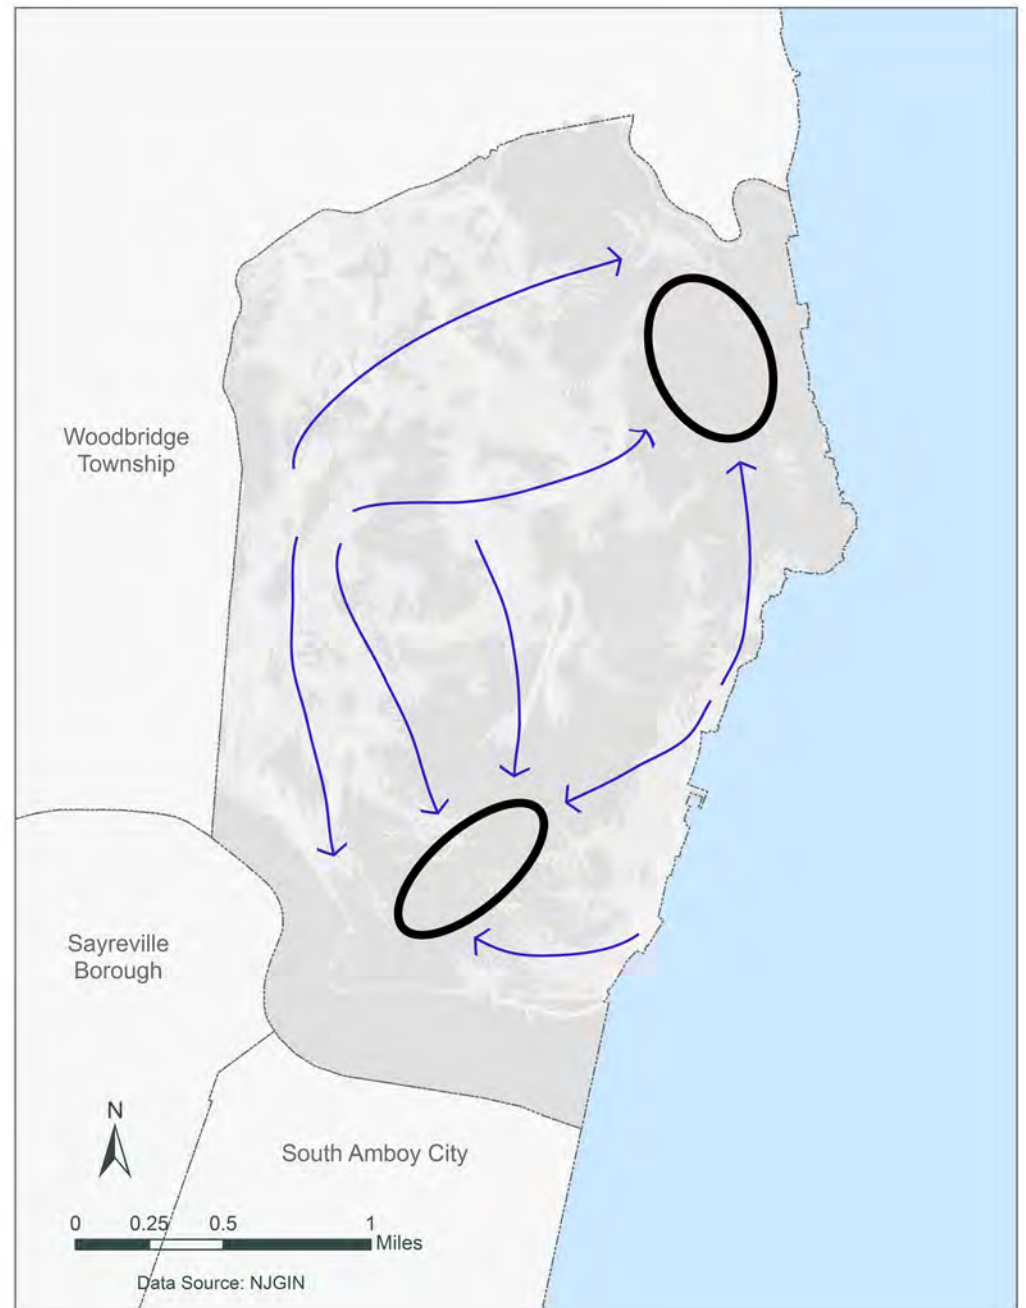 Woodbridge
Township
Sayreville
Borough
N
South Amboy City
0 0.25 0.5 1
Miles
Data Source: NJGIN